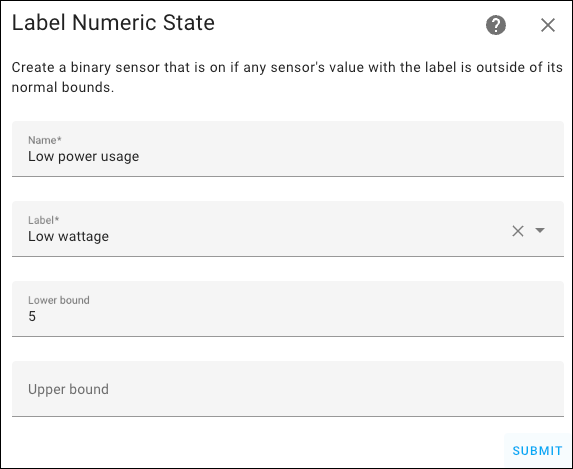 Label Numeric State
Create a binary sensor that is on if any sensor's value with the label is outside of its
normal bounds.
Name*
Low power usage
Label*
Low wattage
Lower bound
5
Upper bound
SUBMIT